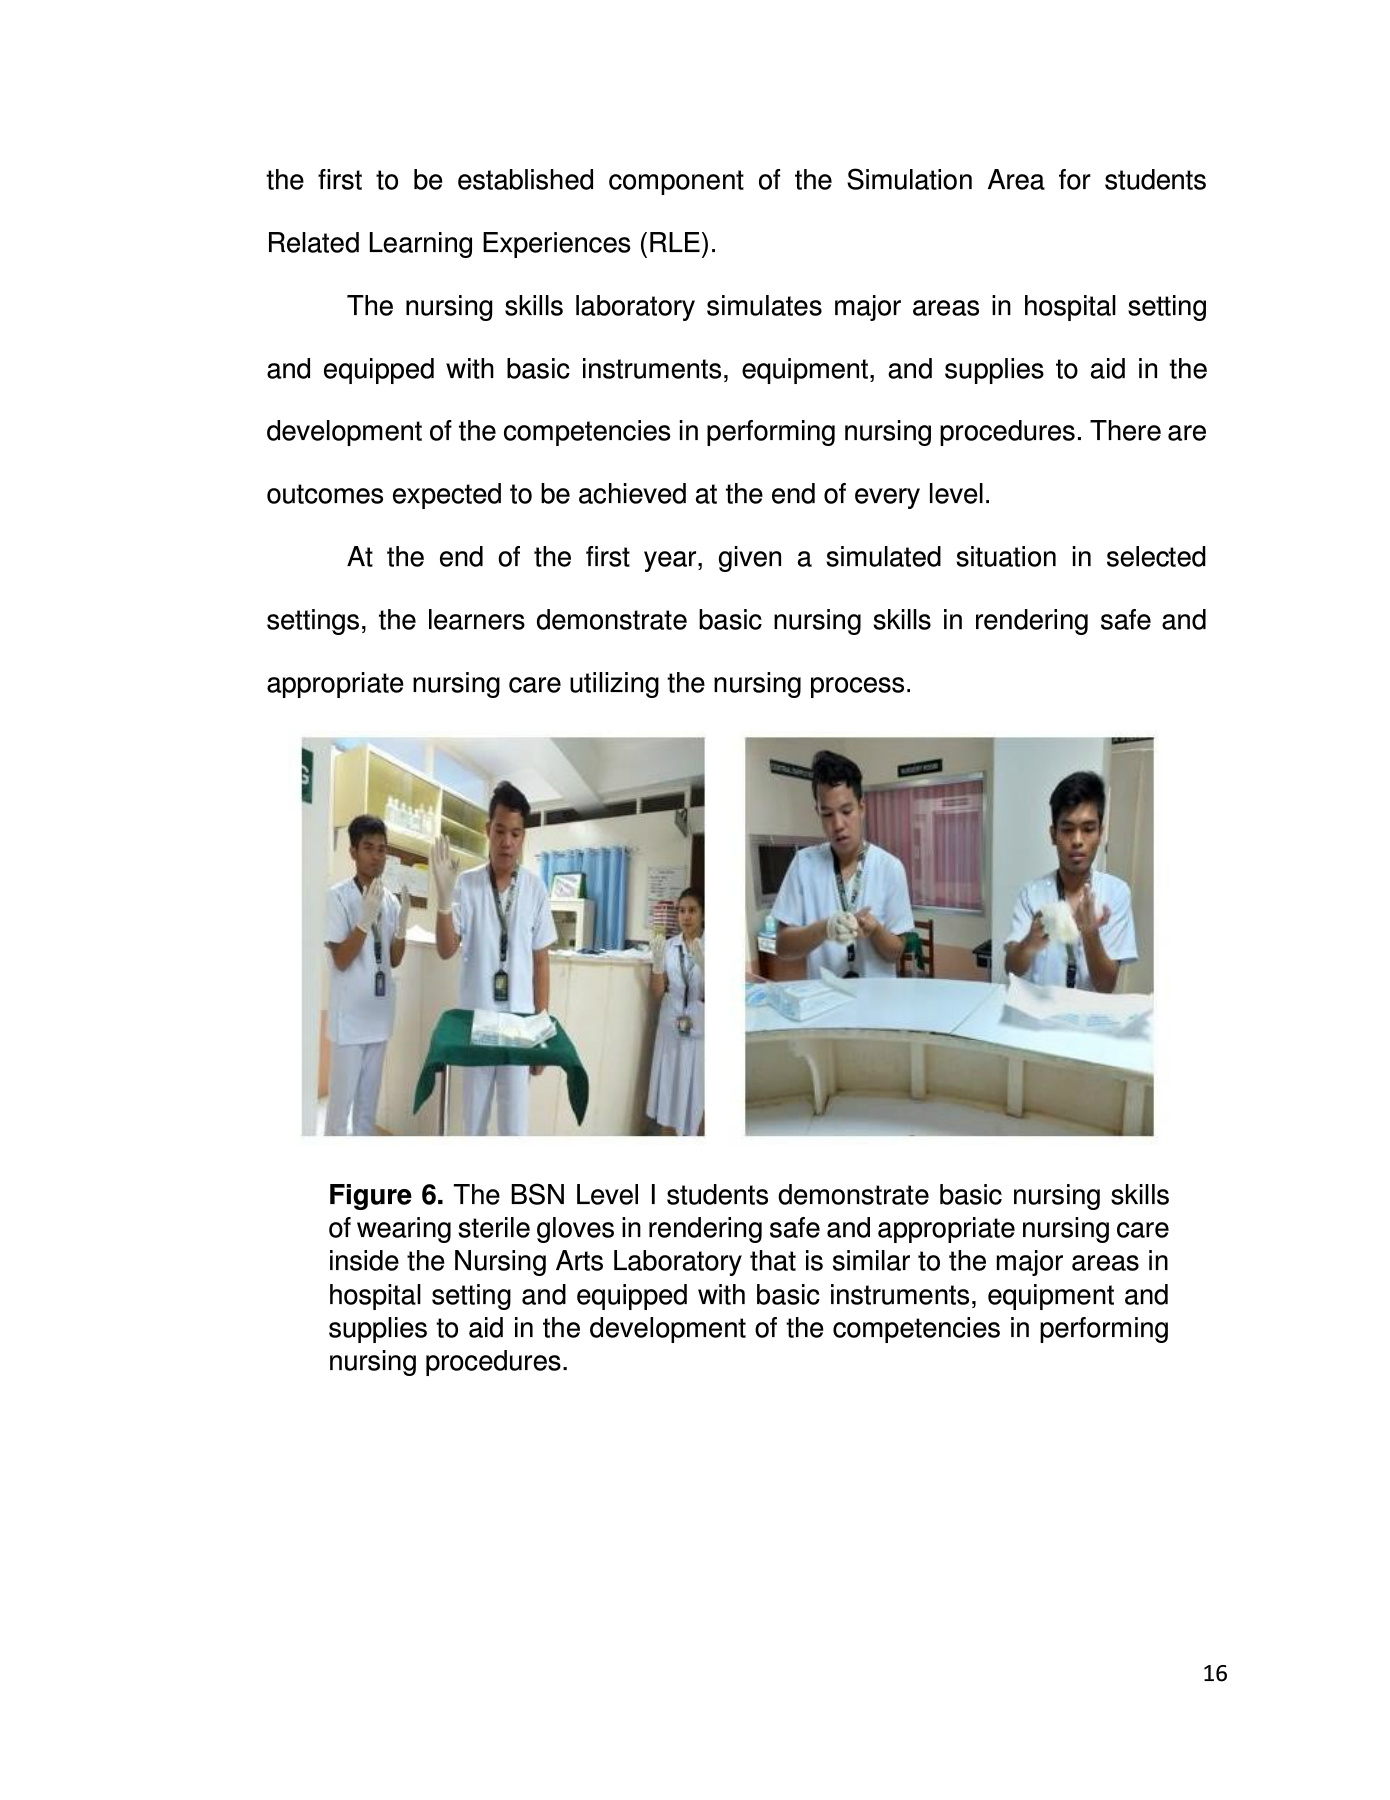 the first to be established component of the Simulation Area for students
Related Learning Experiences (RLE).
The nursing skills laboratory simulates major areas in hospital setting
and equipped with basic instruments, equipment, and supplies to aid in the
development of the competencies in performing nursing procedures. There are
outcomes expected to be achieved at the end of every level.
At the end of the first year, given a simulated situation in selected
settings, the learners demonstrate basic nursing skills in rendering safe and
appropriate nursing care utilizing the nursing process.
Figure 6. The BSN Level I students demonstrate basic nursing skills
of wearing sterile gloves in rendering safe and appropriate nursing care
inside the Nursing Arts Laboratory that is similar to the major areas in
hospital setting and equipped with basic instruments, equipment and
supplies to aid in the development of the competencies in performing
nursing procedures.
16